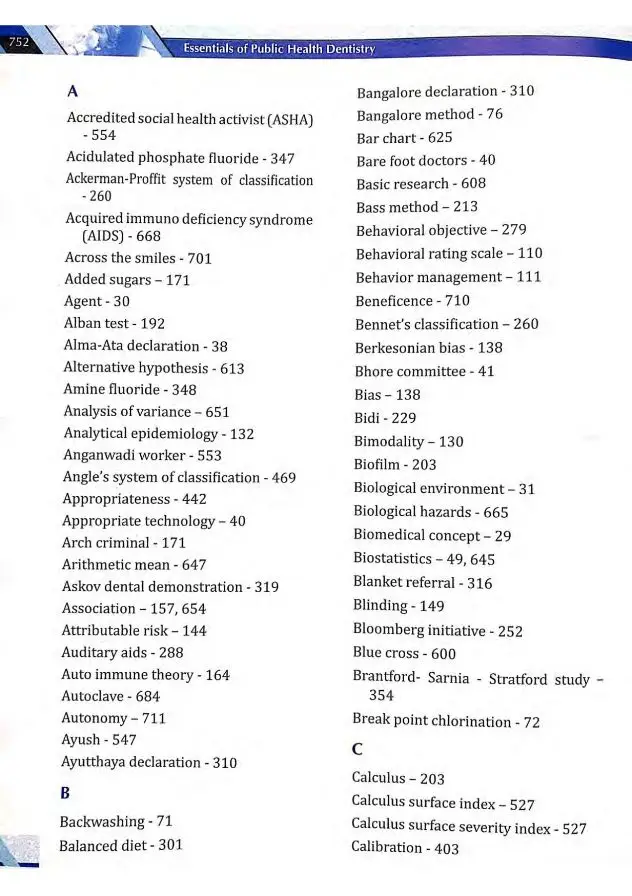 752
Essentials of Public Health Dentistry
A
Accredited social health activist (ASHA)
- 554
Acidulated phosphate fluoride - 347
Ackerman-Proffit system of classification
- 260
Acquired immuno deficiency syndrome
(AIDS) - 668
Across the smiles - 701
Added sugars – 171
Agent - 30
Alban test - 192
Alma-Ata declaration - 38
Alternative hypothesis - 613
Amine fluoride - 348
Analysis of variance – 651
Analytical epidemiology - 132
Anganwadi worker - 553
Angle's system of classification - 469
Appropriateness - 442
Appropriate technology – 40
Arch criminal - 171
Arithmetic mean - 647
Askov dental demonstration - 319
Association – 157, 654
Attributable risk – 144
Auditary aids - 288
Auto immune theory - 164
Autoclave - 684
Autonomy – 711
Ayush - 547
Ayutthaya declaration - 310
B
Backwashing - 71
Balanced diet - 301
Bangalore declaration - 310
Bangalore method - 76
Bar chart - 625
Bare foot doctors - 40
Basic research - 608
Bass method – 213
Behavioral objective – 279
Behavioral rating scale – 110
Behavior management – 111
Beneficence - 710
Bennet's classification – 260
Berkesonian bias - 138
Bhore committee - 41
Bias – 138
Bidi - 229
Bimodality – 130
Biofilm - 203
Biological environment – 31
Biological hazards - 665
Biomedical concept – 29
Biostatistics – 49, 645
Blanket referral - 316
Blinding - 149
Bloomberg initiative - 252
Blue cross - 600
Brantford- Sarnia - Stratford study –
354
Break point chlorination - 72
C
Calculus – 203
Calculus surface index – 527
Calculus surface severity index - 527
Calibration - 403